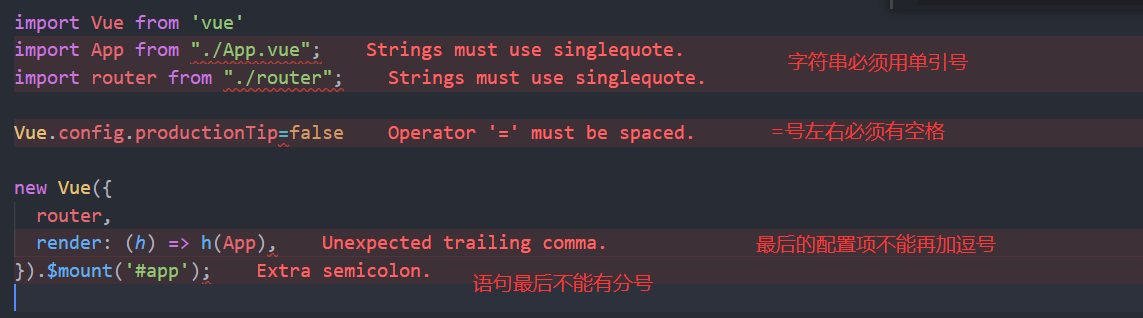 import Vue from 'vue'
import App from "./App.vue"; Strings must use singlequote. 字符串必须用单引号
import router from "./router"; Strings must use singlequote.
Vue.config.productionTip=false Operator '=' must be spaced. =号左右必须有空格
new Vue({
router,
render: (h) => h(App), Unexpected trailing comma. 最后的配置项不能再加逗号
}).$mount('#app'); Extra semicolon. 语句最后不能有分号